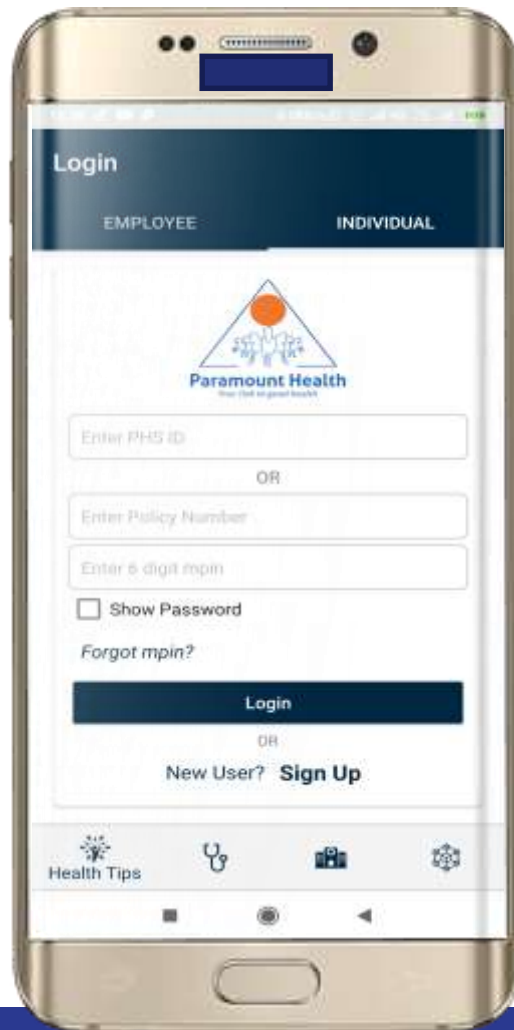 Login
EMPLOYEE INDIVIDUAL
Paramount Health
Enter PHS ID
OR
Enter Policy Number
Enter 6 digit mpin
Show Password
Forgot mpin?
Login
OR
New User? Sign Up
Health Tips